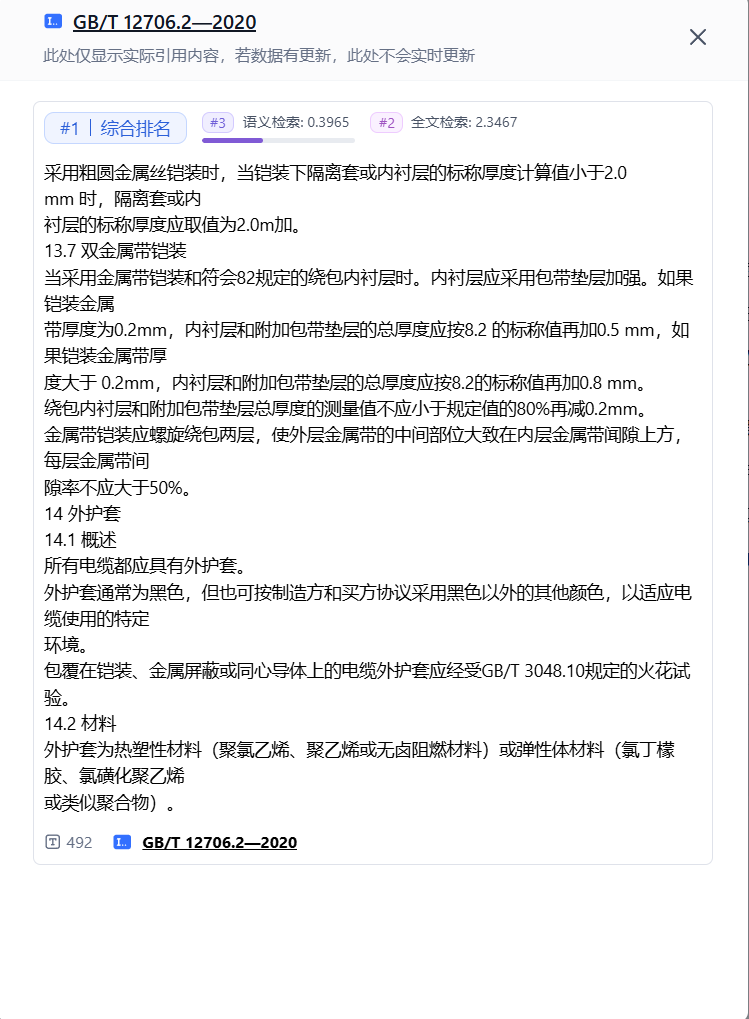 GB/T 12706.2—2020
此处仅显示实际引用内容，若数据有更新，此处不会实时更新
#1 | 综合排名
#3 语义检索: 0.3965
#2 全文检索: 2.3467
采用粗圆金属丝铠装时，当铠装下隔离套或内衬层的标称厚度计算值小于2.0
mm 时，隔离套或内
衬层的标称厚度应取值为2.0m加。
13.7 双金属带铠装
当采用金属带铠装和符会82规定的绕包内衬层时。内衬层应采用包带垫层加强。如果
铠装金属
带厚度为0.2mm，内衬层和附加包带垫层的总厚度应按8.2 的标称值再加0.5 mm，如
果铠装金属带厚
度大于 0.2mm，内衬层和附加包带垫层的总厚度应按8.2的标称值再加0.8 mm。
绕包内衬层和附加包带垫层总厚度的测量值不应小于规定值的80%再减0.2mm。
金属带铠装应螺旋绕包两层，使外层金属带的中间部位大致在内层金属带闻隙上方，
每层金属带间
隙率不应大于50%。
14 外护套
14.1 概述
所有电缆都应具有外护套。
外护套通常为黑色，但也可按制造方和买方协议采用黑色以外的其他颜色，以适应电
缆使用的特定
环境。
包覆在铠装、金属屏蔽或同心导体上的电缆外护套应经受GB/T 3048.10规定的火花试
验。
14.2 材料
外护套为热塑性材料（聚氯乙烯、聚乙烯或无卤阻燃材料）或弹性体材料（氯丁檬
胶、氯磺化聚乙烯
或类似聚合物）。
492
GB/T 12706.2—2020